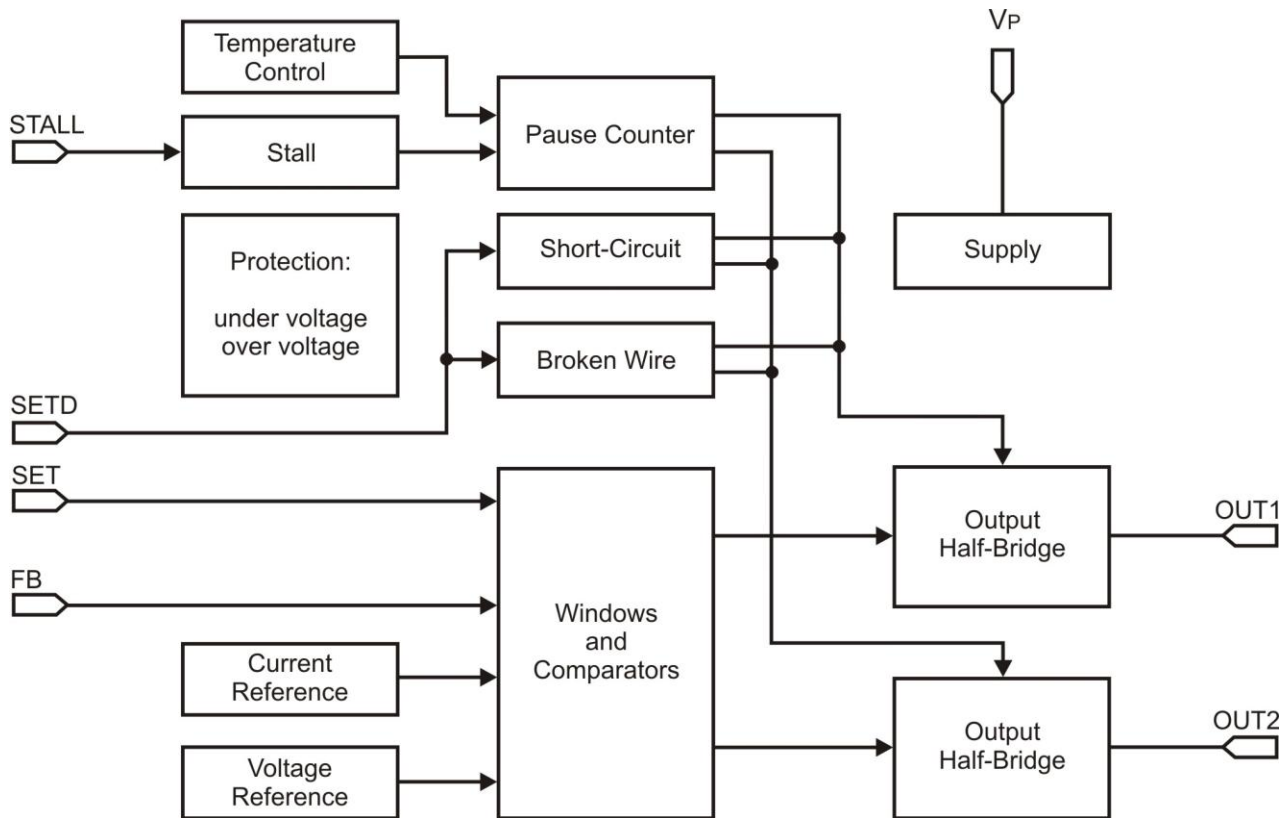 VP
Temperature
Control
STALL
Stall
Pause Counter
Protection:
under voltage
over voltage
Short-Circuit
Supply
Broken Wire
SETD
SET
FB
Windows
and
Comparators
Output
Half-Bridge
OUT1
Current
Reference
Voltage
Reference
Output
Half-Bridge
OUT2